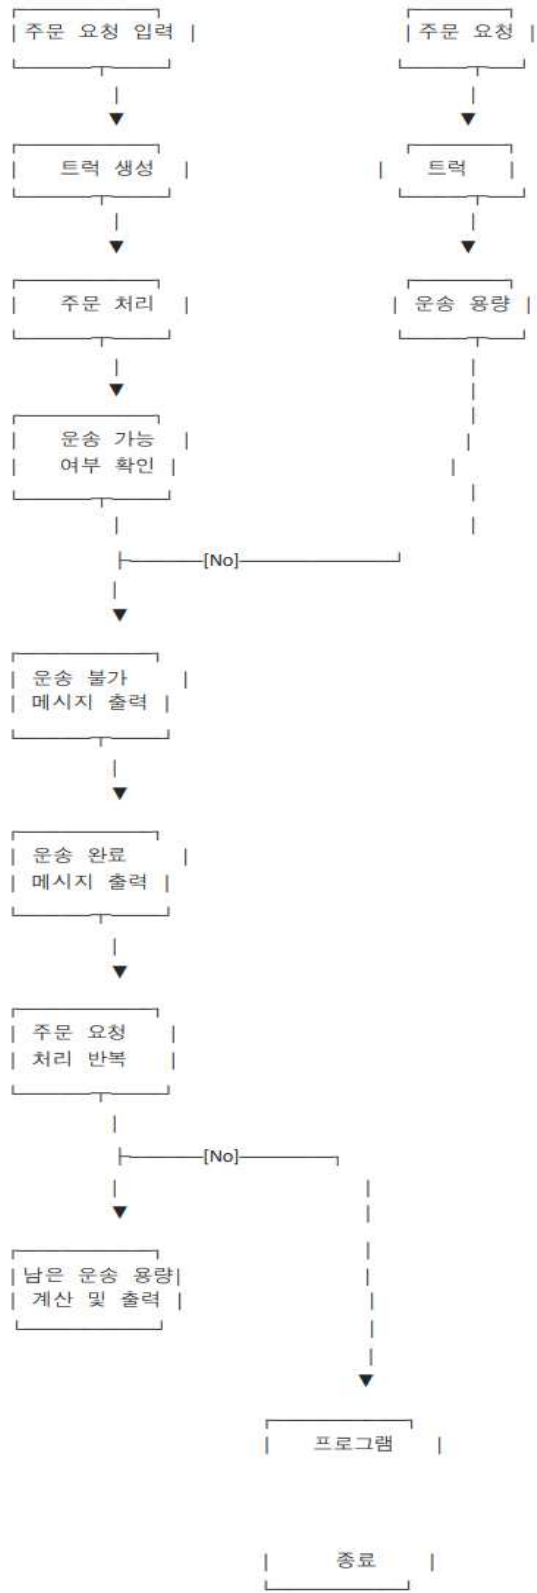 주문 요청 입력
주문 요청
트럭 생성
트럭
주문 처리
운송 용량
운송 가능
여부 확인
[No]
운송 불가
메시지 출력
운송 완료
메시지 출력
주문 요청
처리 반복
[No]
남은 운송 용량
계산 및 출력
프로그램
종료